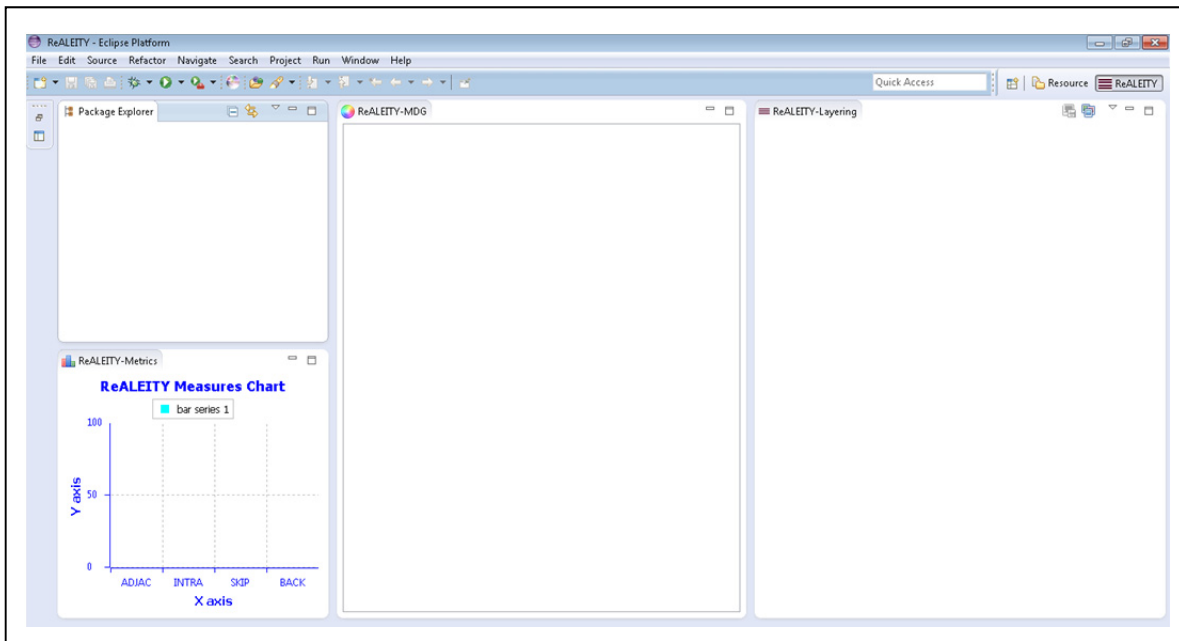 ReALEITY - Eclipse Platform
File Edit Source Refactor Navigate Search Project Run Window Help
Quick Access
Resource
ReALEITY
Package Explorer
ReALEITY-MDG
ReALEITY-Layering
ReALEITY-Metrics
ReALEITY Measures Chart
bar series 1
100
50
0
Y axis
ADJAC INTRA SKIP BACK
X axis